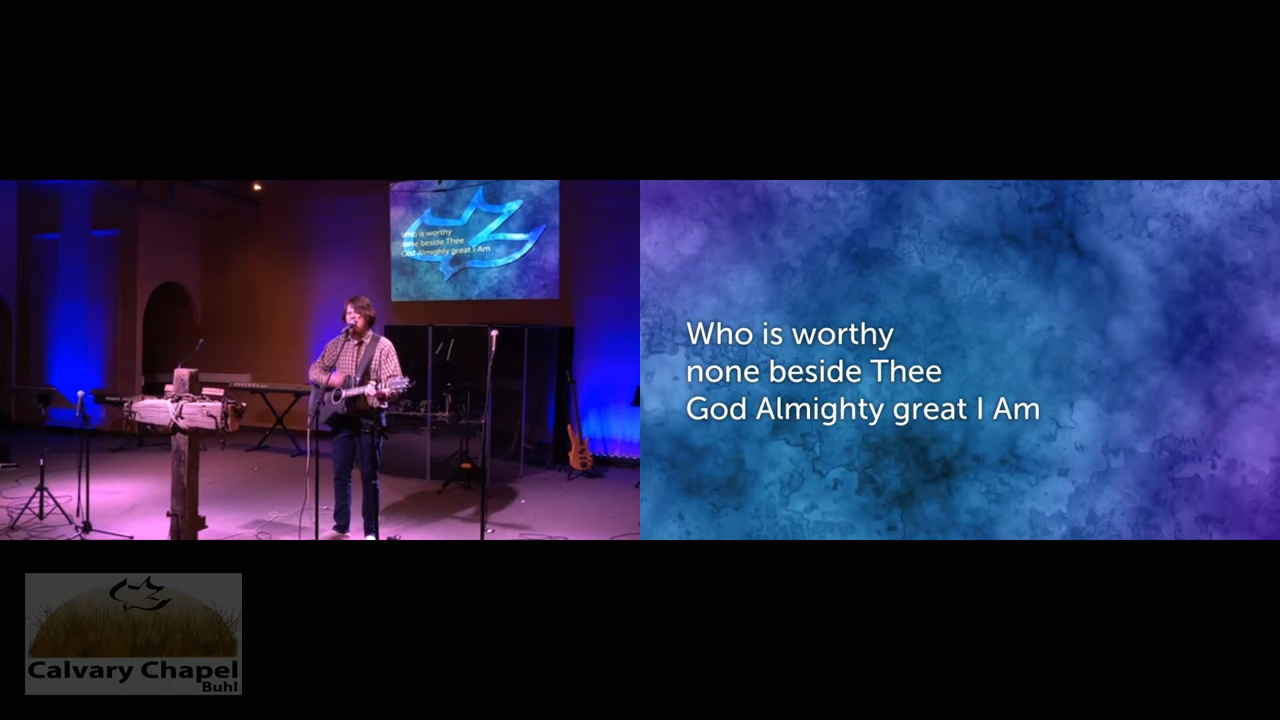 Who is worthy
none beside Thee
God Almighty great I Am
Who is worthy
none beside Thee
God Almighty great I Am
Calvary Chapel
Buhl